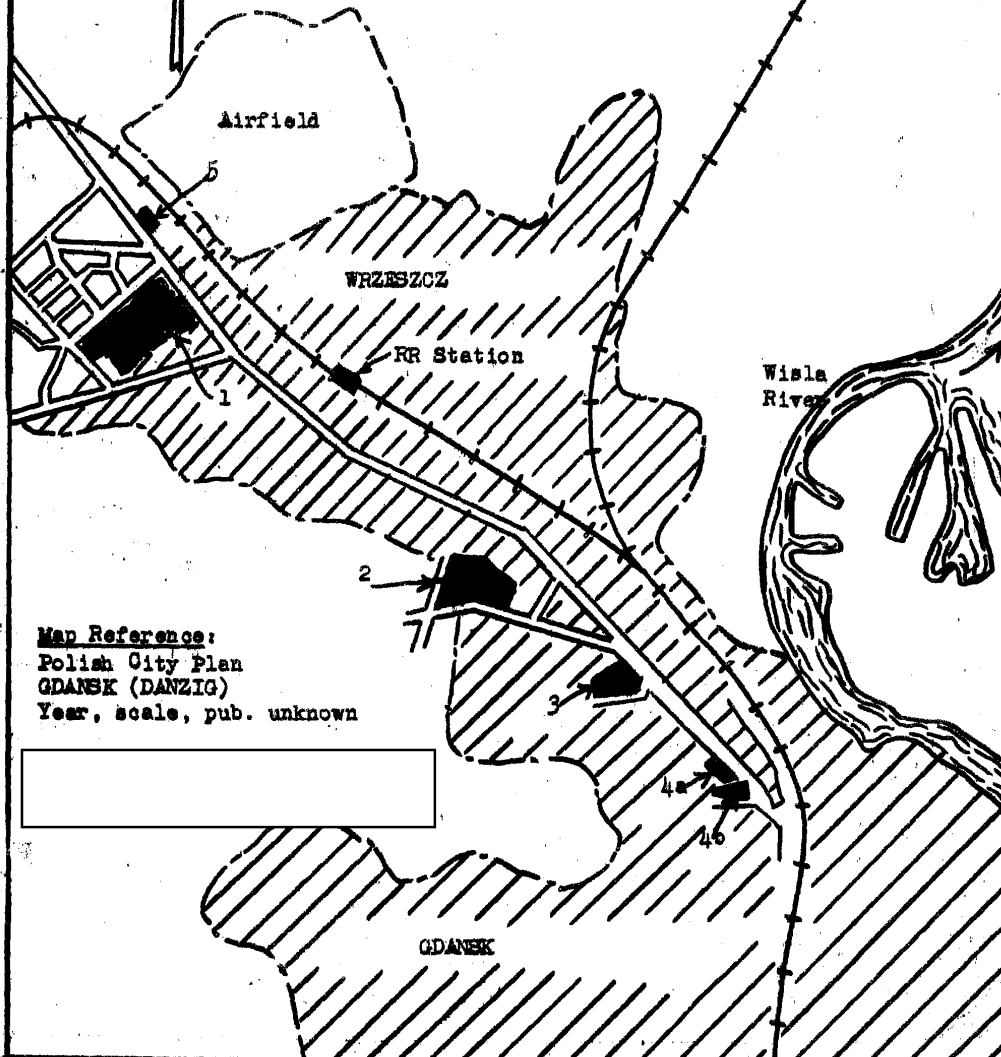 Airfield
5
WRZESZCZ
RR Station
1
Wisla
River
2
Map Reference:
Polish City Plan
GDANSK (DANZIG)
Year, scale, pub. unknown
3
4a
4b
GDANSK